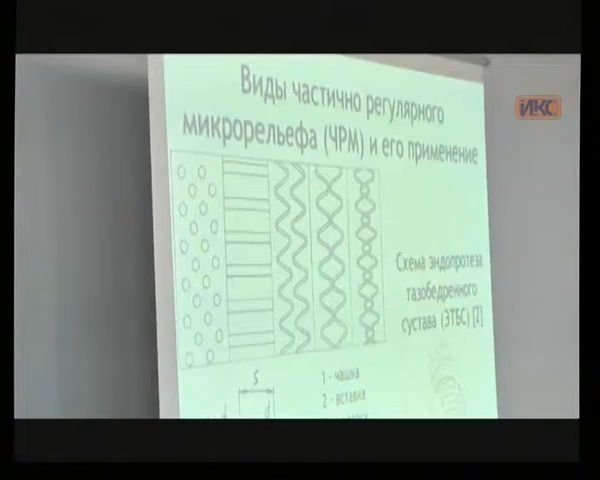 Виды частично регулярного
микрорельефа (ЧРМ) и его применение
ИКС
Схема эндопротеза
тазобедренного
сустава (ЭТБС) [2]
S
1 - чашка
2 - вставка
d